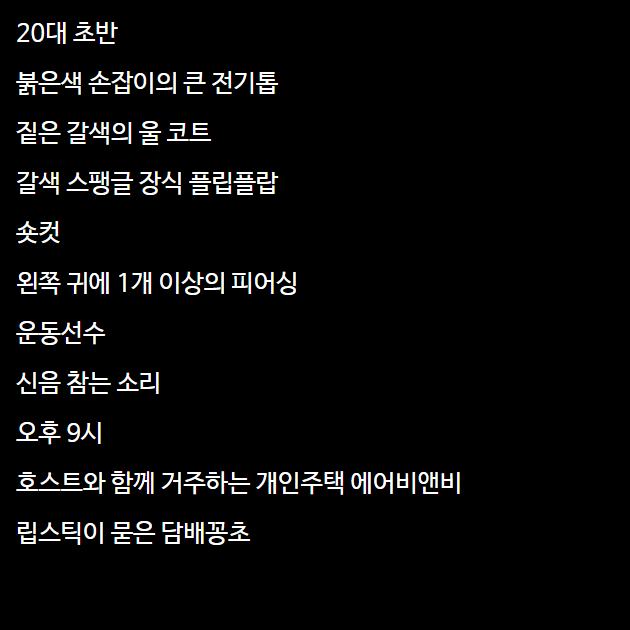 20대 초반
붉은색 손잡이의 큰 전기톱
짙은 갈색의 울 코트
갈색 스팽글 장식 플립플랍
숏컷
왼쪽 귀에 1개 이상의 피어싱
운동선수
신음 참는 소리
오후 9시
호스트와 함께 거주하는 개인주택 에어비앤비
립스틱이 묻은 담배꽁초